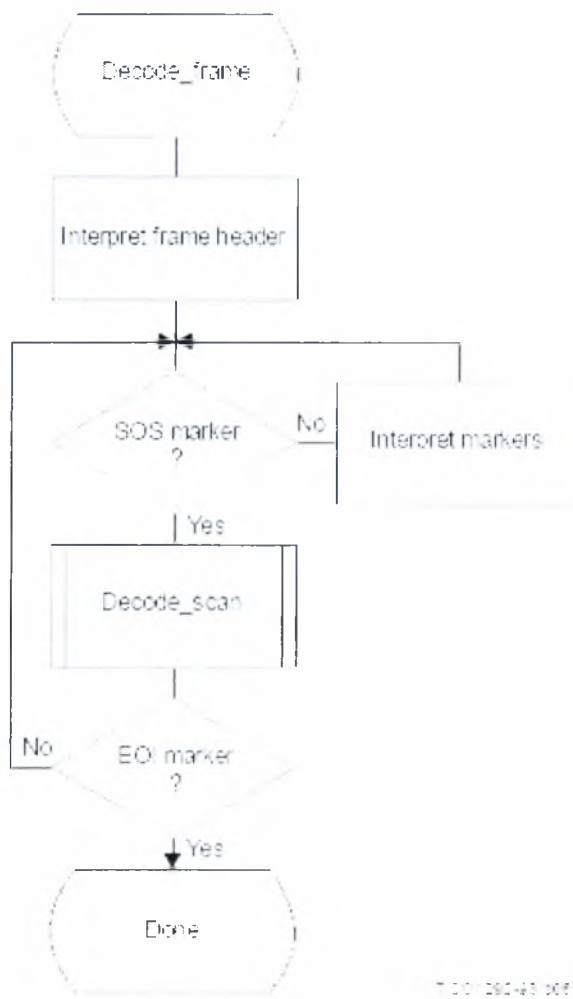 Decode_frame
Interpret frame header
SOS marker
?
No
Interpret markers
Yes
Decode_scan
No
EOI marker
?
Yes
Done